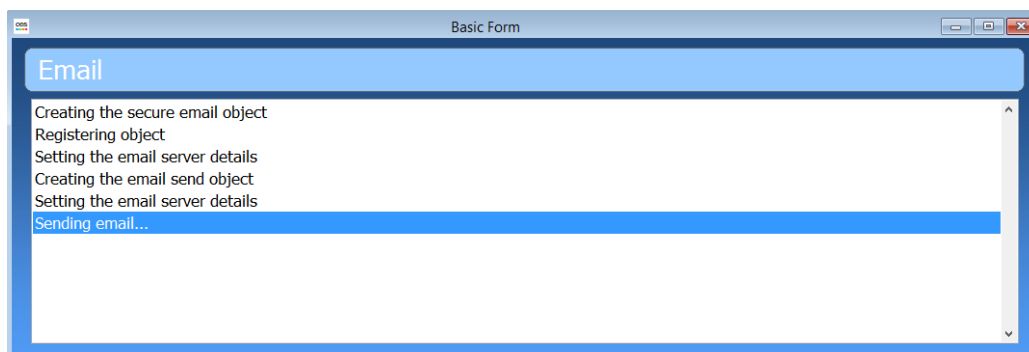 Basic Form
Email
Creating the secure email object
Registering object
Setting the email server details
Creating the email send object
Setting the email server details
Sending email...